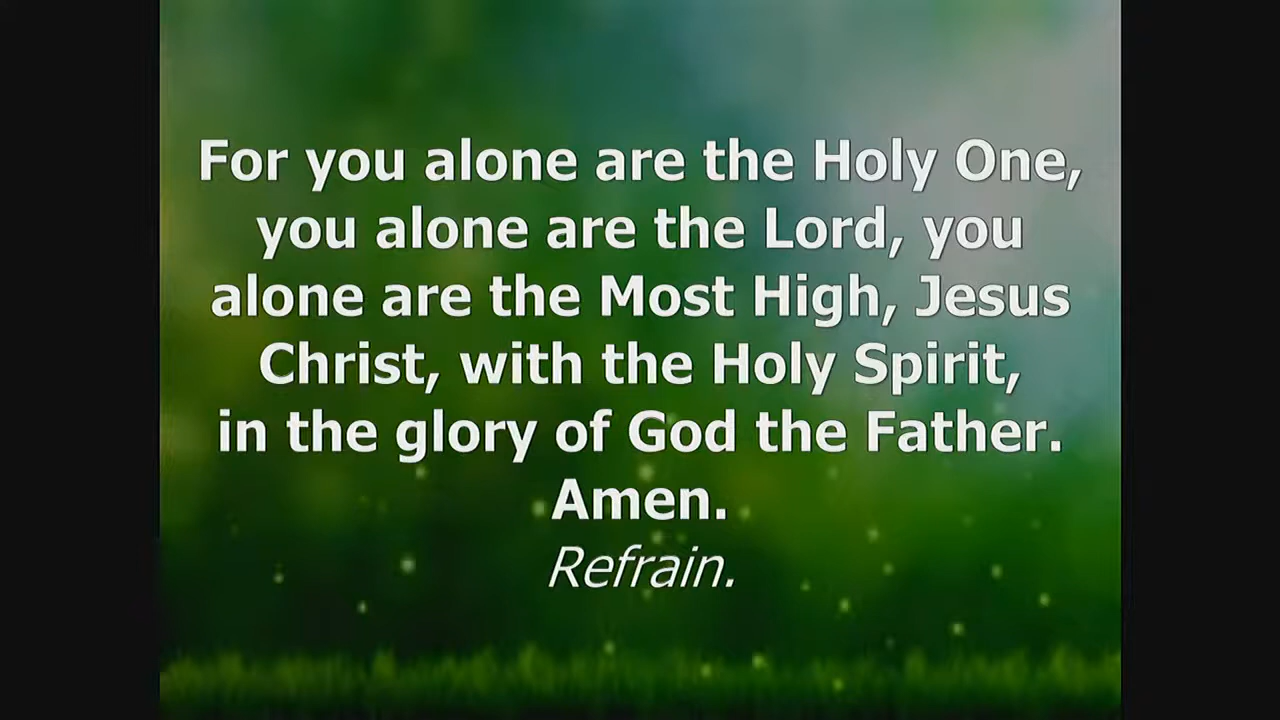 For you alone are the Holy One,
you alone are the Lord, you
alone are the Most High, Jesus
Christ, with the Holy Spirit,
in the glory of God the Father.
Amen.
Refrain.